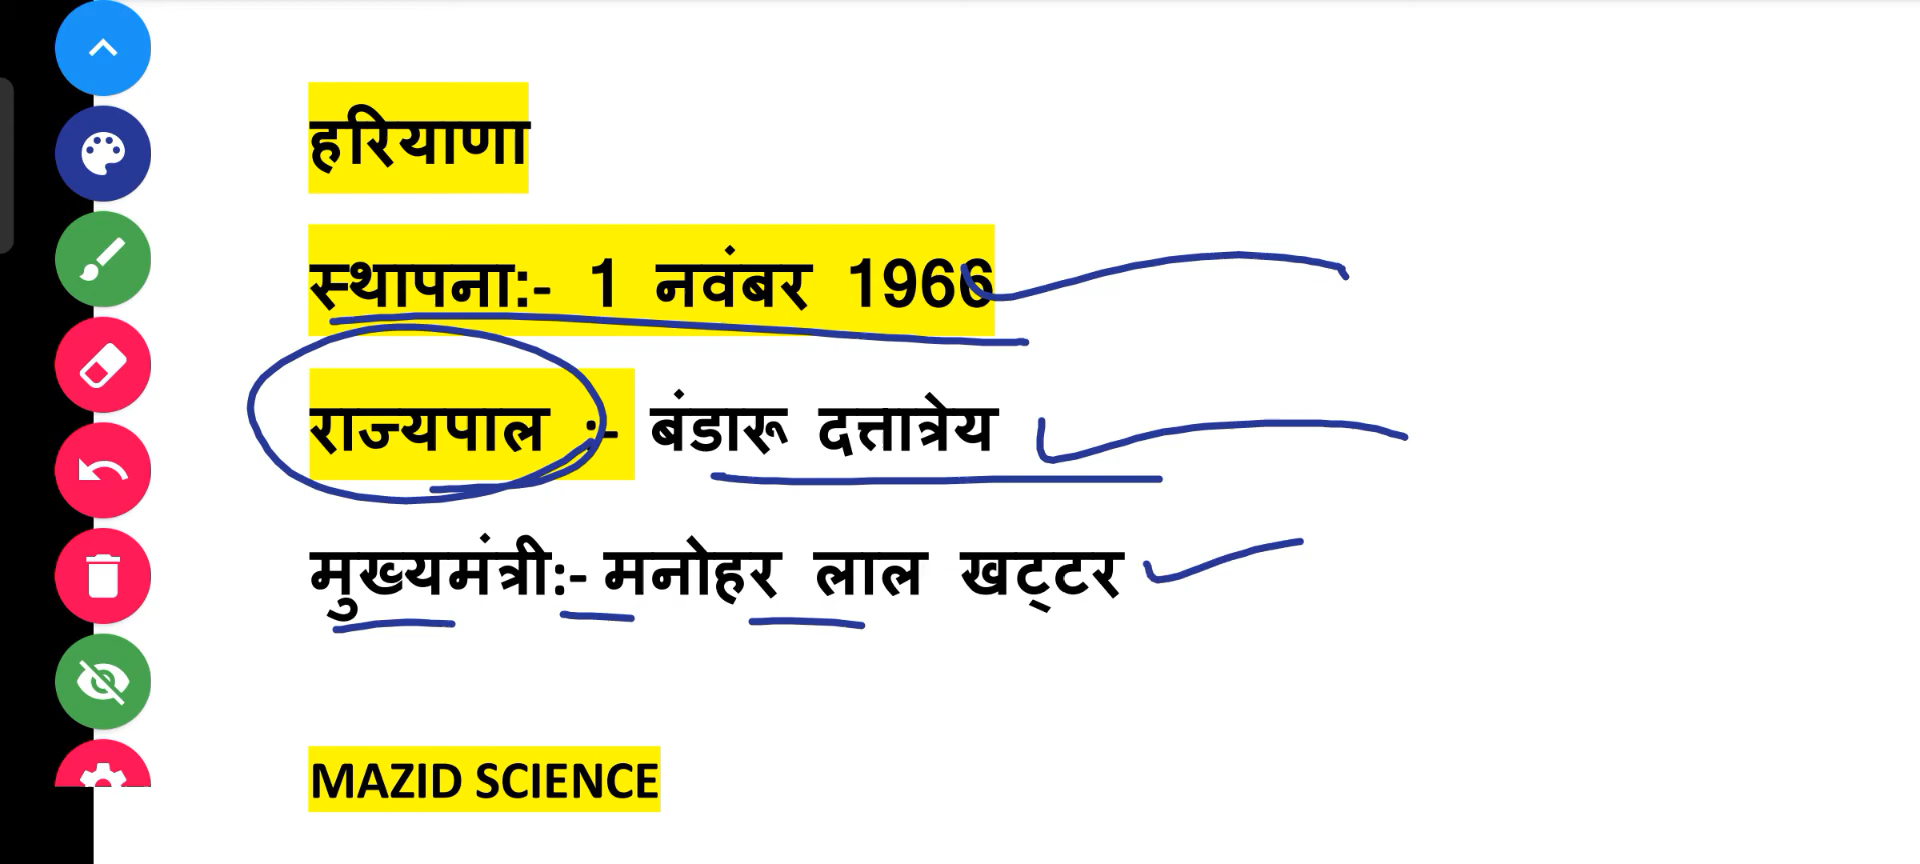 हरियाणा
स्थापना:- 1 नवंबर 1966
राज्यपाल :- बंडारू दत्तात्रेय
मुख्यमंत्री:- मनोहर लाल खट्टर
MAZID SCIENCE